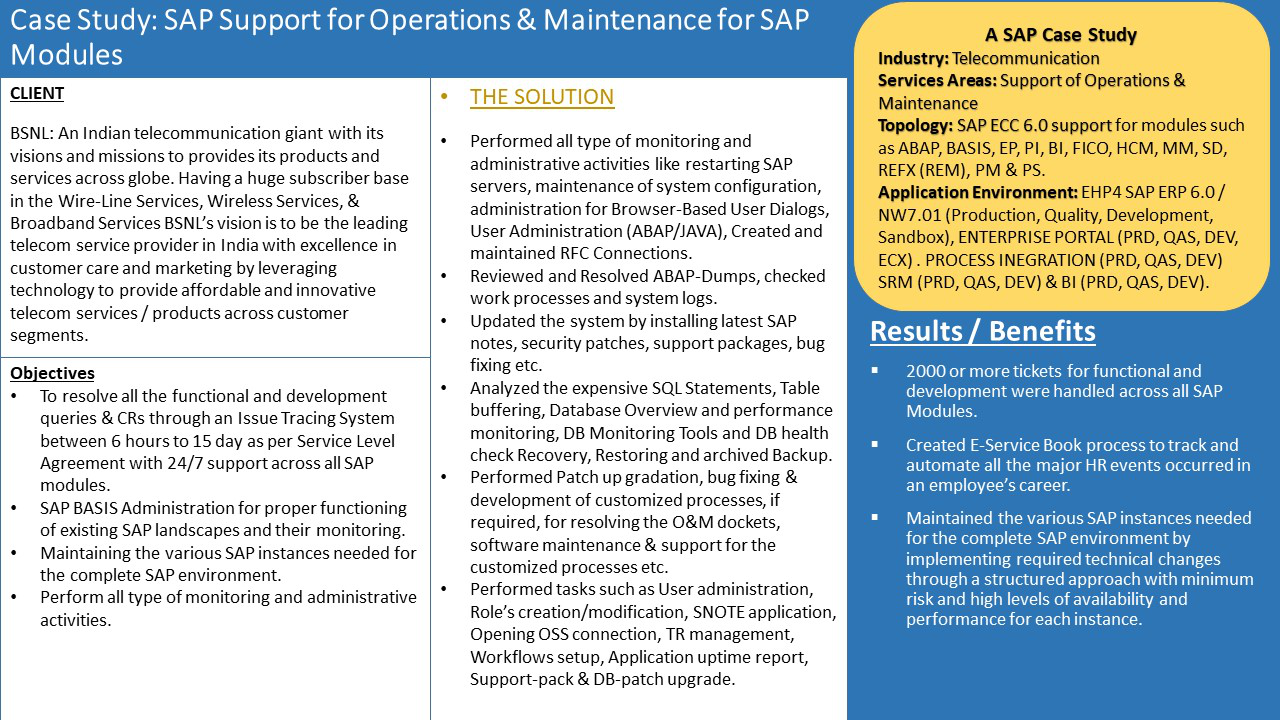 Case Study: SAP Support for Operations & Maintenance for SAP
Modules
CLIENT
BSNL: An Indian telecommunication giant with its
visions and missions to provides its products and
services across globe. Having a huge subscriber base
in the Wire-Line Services, Wireless Services, &
Broadband Services BSNL's vision is to be the leading
telecom service provider in India with excellence in
customer care and marketing by leveraging
technology to provide affordable and innovative
telecom services / products across customer
segments.
Objectives
• To resolve all the functional and development
queries & CRs through an Issue Tracing System
between 6 hours to 15 day as per Service Level
Agreement with 24/7 support across all SAP
modules.
• SAP BASIS Administration for proper functioning
of existing SAP landscapes and their monitoring.
• Maintaining the various SAP instances needed for
the complete SAP environment.
• Perform all type of monitoring and administrative
activities.
• THE SOLUTION
• Performed all type of monitoring and
administrative activities like restarting SAP
servers, maintenance of system configuration,
administration for Browser-Based User Dialogs,
User Administration (ABAP/JAVA), Created and
maintained RFC Connections.
• Reviewed and Resolved ABAP-Dumps, checked
work processes and system logs.
• Updated the system by installing latest SAP
notes, security patches, support packages, bug
fixing etc.
• Analyzed the expensive SQL Statements, Table
buffering, Database Overview and performance
monitoring, DB Monitoring Tools and DB health
check Recovery, Restoring and archived Backup.
• Performed Patch up gradation, bug fixing &
development of customized processes, if
required, for resolving the O&M dockets,
software maintenance & support for the
customized processes etc.
• Performed tasks such as User administration,
Role's creation/modification, SNOTE application,
Opening OSS connection, TR management,
Workflows setup, Application uptime report,
Support-pack & DB-patch upgrade.
A SAP Case Study
Industry: Telecommunication
Services Areas: Support of Operations &
Maintenance
Topology: SAP ECC 6.0 support for modules such
as ABAP, BASIS, EP, PI, BI, FICO, HCM, MM, SD,
REFX (REM), PM & PS.
Application Environment: EHP4 SAP ERP 6.0 /
NW7.01 (Production, Quality, Development,
Sandbox), ENTERPRISE PORTAL (PRD, QAS, DEV,
ECX) . PROCESS INEGRATION (PRD, QAS, DEV)
SRM (PRD, QAS, DEV) & BI (PRD, QAS, DEV).
Results / Benefits
▪ 2000 or more tickets for functional and
development were handled across all SAP
Modules.
▪ Created E-Service Book process to track and
automate all the major HR events occurred in
an employee's career.
▪ Maintained the various SAP instances needed
for the complete SAP environment by
implementing required technical changes
through a structured approach with minimum
risk and high levels of availability and
performance for each instance.